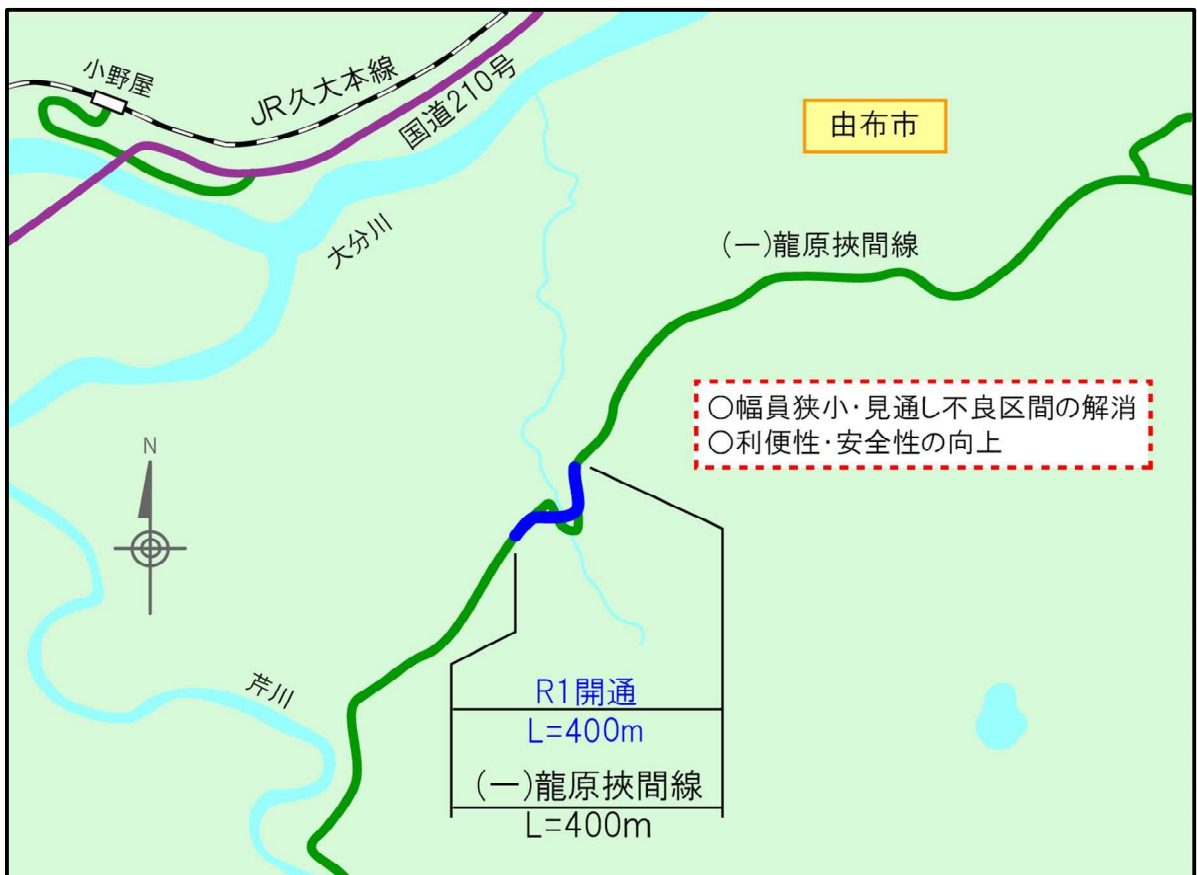 小野屋
JR久大本線
国道210号
由布市
大分川
(一)龍原挾間線
○幅員狭小・見通し不良区間の解消
○利便性・安全性の向上
N
芹川
R1開通
L=400m
(一)龍原挾間線
L=400m